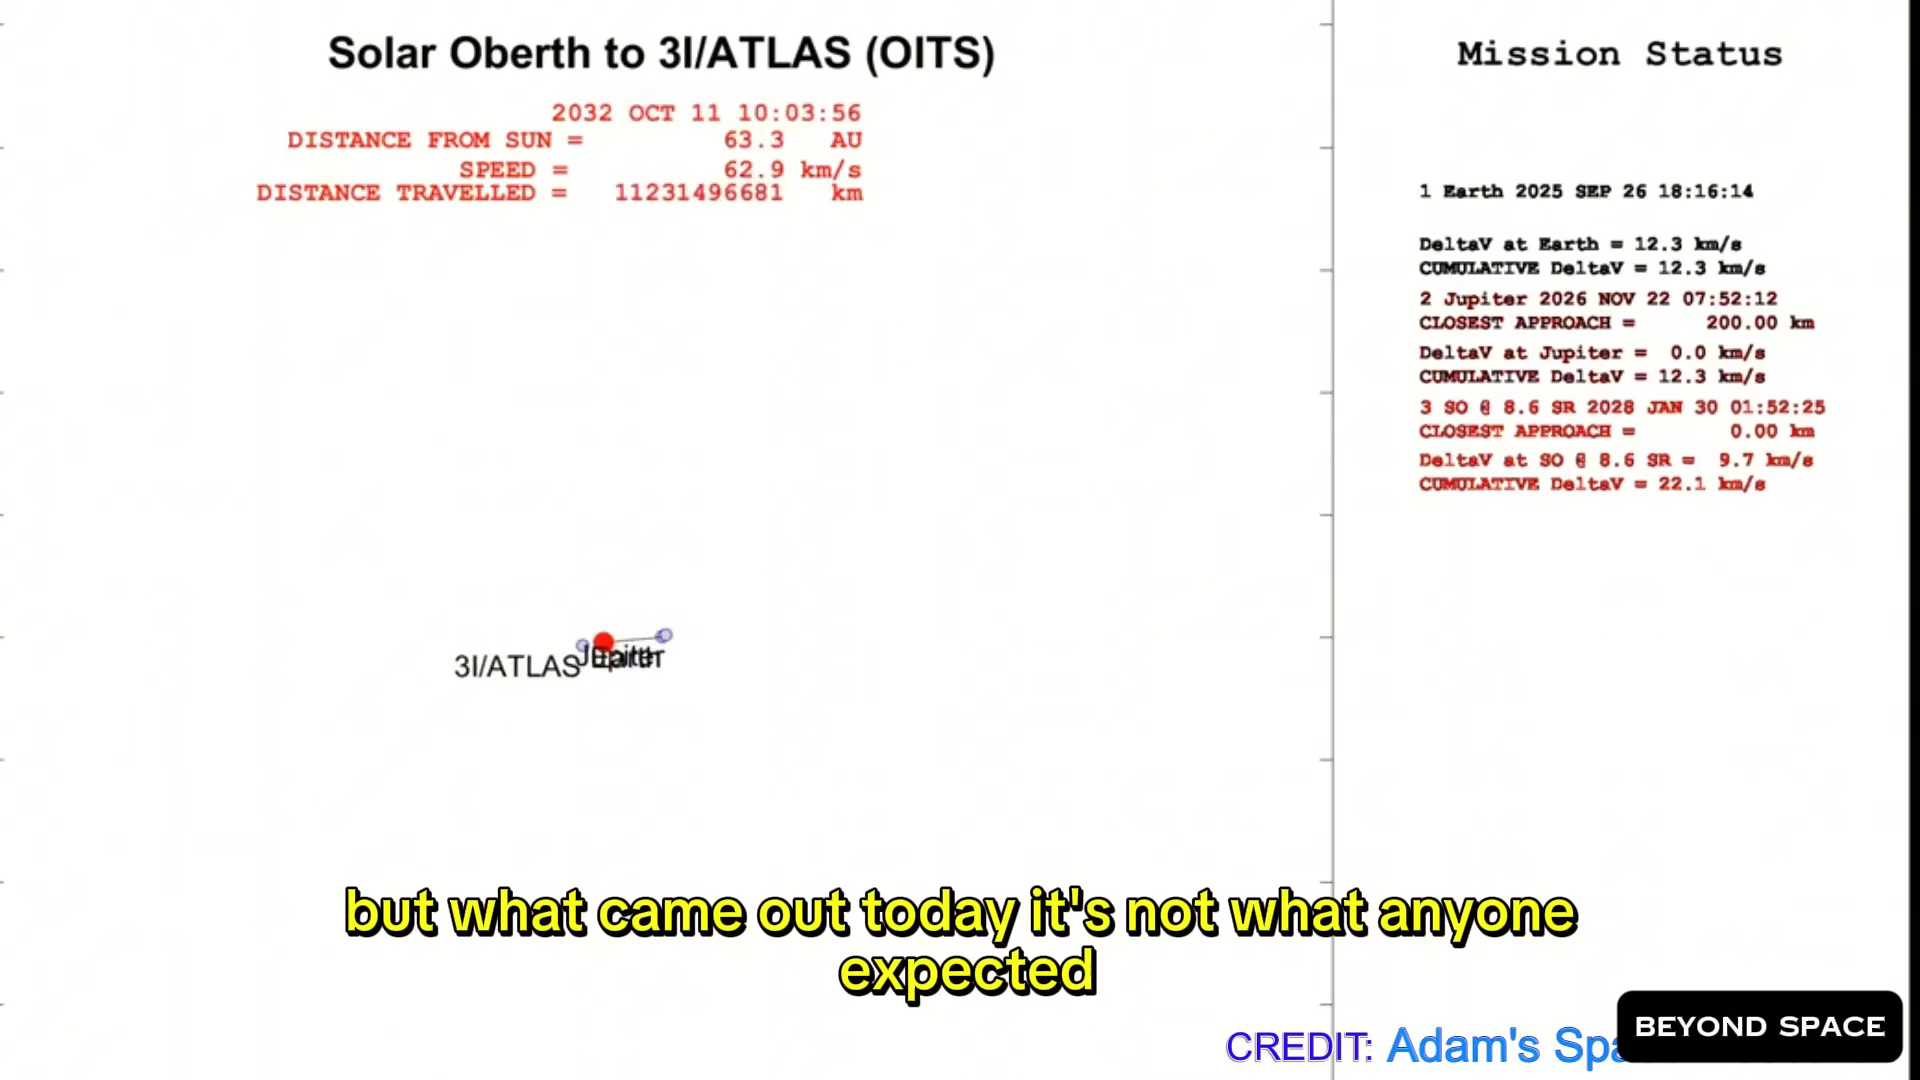 Solar Oberth to 3I/ATLAS (OITS)
2032 OCT 11 10:03:56
DISTANCE FROM SUN = 63.3 AU
SPEED = 62.9 km/s
DISTANCE TRAVELLED = 11231496681 km
Mission Status
1 Earth 2025 SEP 26 18:16:14
DeltaV at Earth = 12.3 km/s
CUMULATIVE DeltaV = 12.3 km/s
2 Jupiter 2026 NOV 22 07:52:12
CLOSEST APPROACH = 200.00 km
DeltaV at Jupiter = 0.0 km/s
CUMULATIVE DeltaV = 12.3 km/s
3 SO @ 8.6 SR 2028 JAN 30 01:52:25
CLOSEST APPROACH = 0.00 km
DeltaV at SO @ 8.6 SR = 9.7 km/s
CUMULATIVE DeltaV = 22.1 km/s
3I/ATLAS
but what came out today it's not what anyone
expected
CREDIT: Adam's
BEYOND SPACE